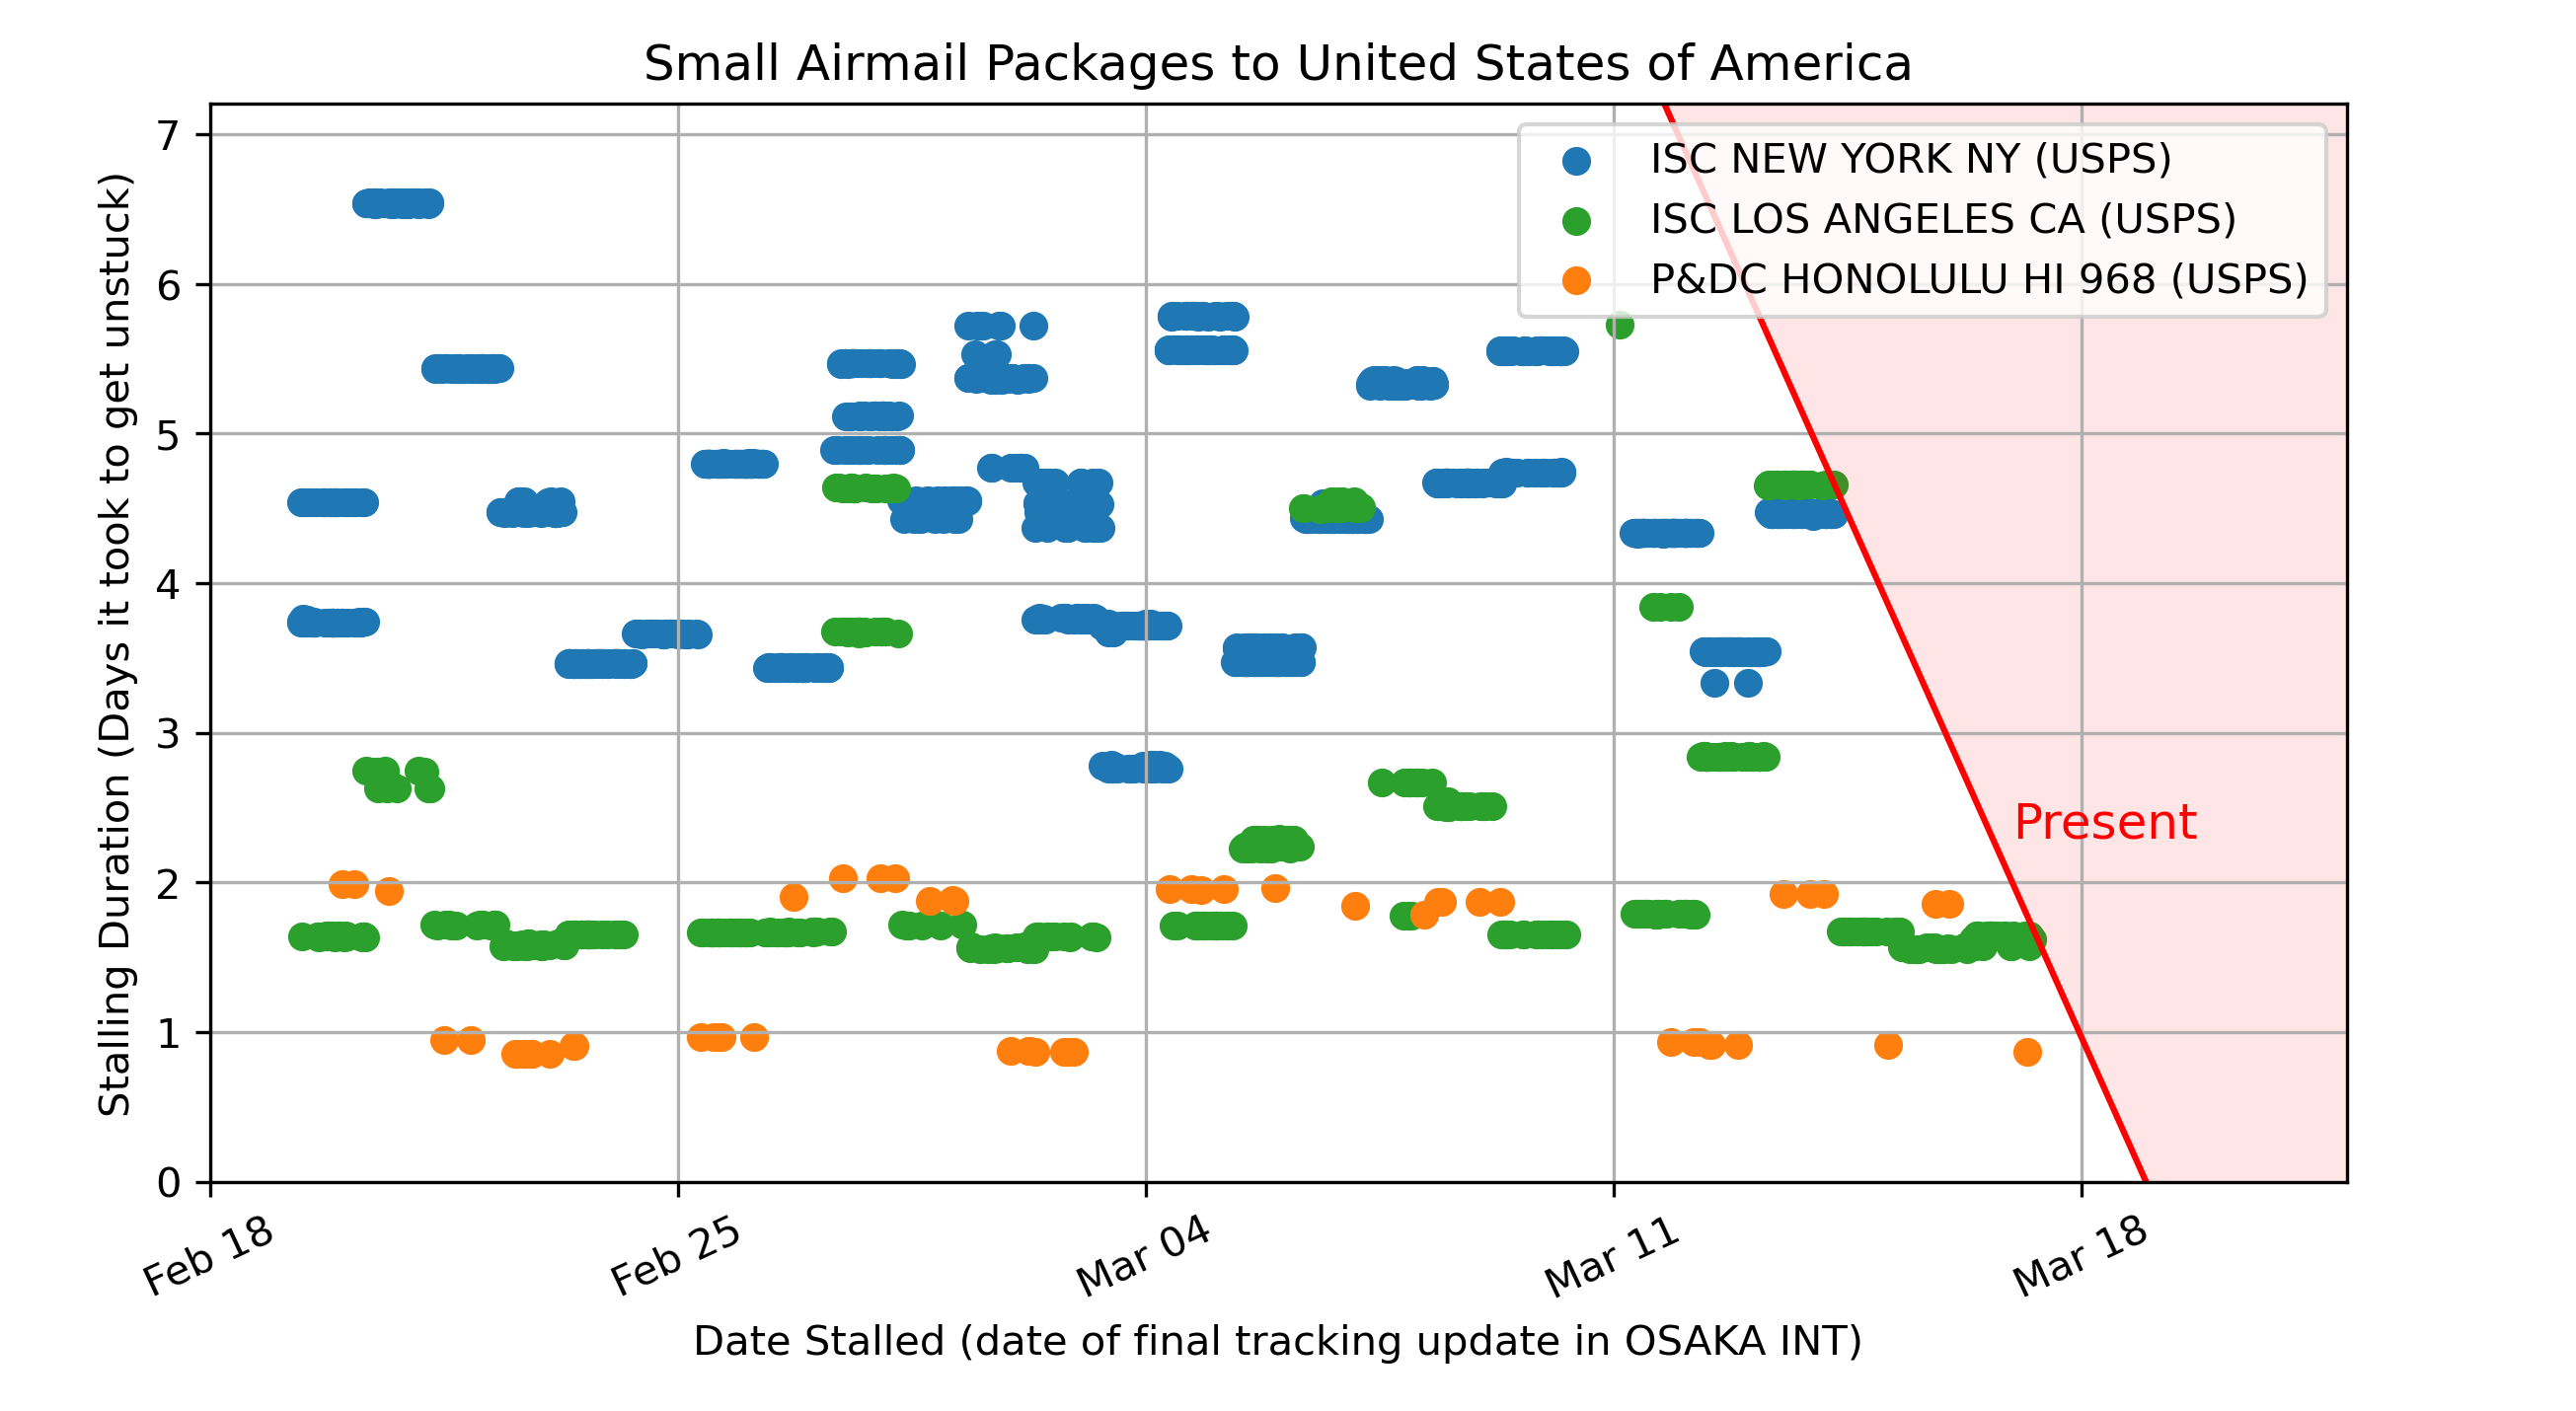 Small Airmail Packages to United States of America
Stalling Duration (Days it took to get unstuck)
7
6
5
4
3
2
1
0
ISC NEW YORK NY (USPS)
ISC LOS ANGELES CA (USPS)
P&DC HONOLULU HI 968 (USPS)
Present
Feb 18
Feb 25
Mar 04
Mar 11
Mar 18
Date Stalled (date of final tracking update in OSAKA INT)